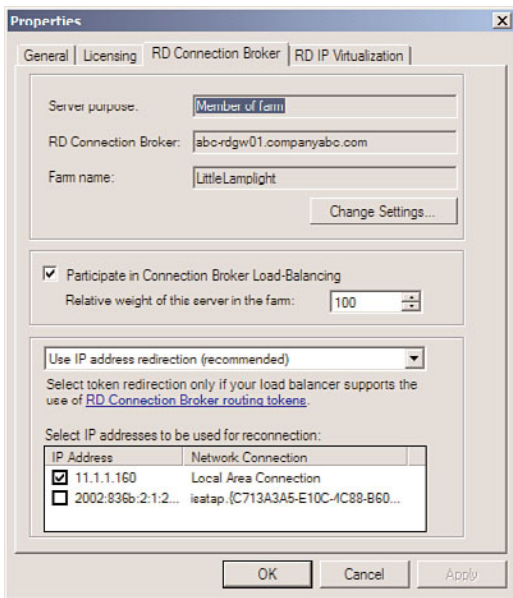 Properties
General
Licensing
RD Connection Broker
RD IP Virtualization
Server purpose:
Member of farm
RD Connection Broker:
abc-rdgw01.companyabc.com
Farm name:
LittleLamplight
Change Settings...
Participate in Connection Broker Load-Balancing
Relative weight of this server in the farm:
100
Use IP address redirection (recommended)
Select token redirection only if your load balancer supports the
use of RD Connection Broker routing tokens.
Select IP addresses to be used for reconnection:
IP Address
Network Connection
11.1.1.160
Local Area Connection
2002:836b:2:1:2...
isatap.{C713A3A5-E10C-4C88-B60...
OK
Cancel
Apply